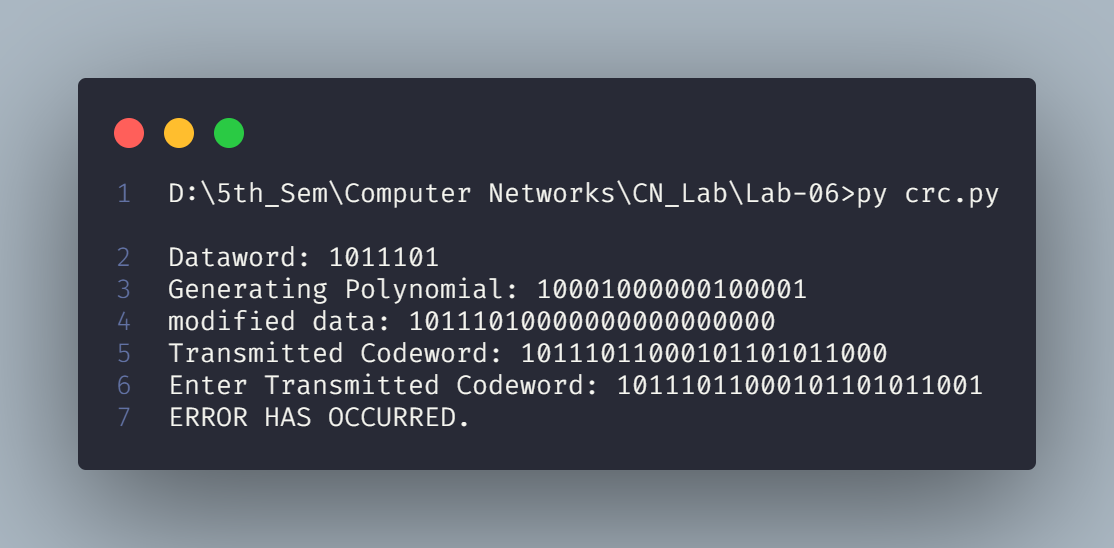 1 D:\5th_Sem\Computer Networks\CN_Lab\Lab-06>py crc.py
2 Dataword: 1011101
3 Generating Polynomial: 10001000000100001
4 modified data: 10111010000000000000000
5 Transmitted Codeword: 10111011000101101011000
6 Enter Transmitted Codeword: 10111011000101101011001
7 ERROR HAS OCCURRED.